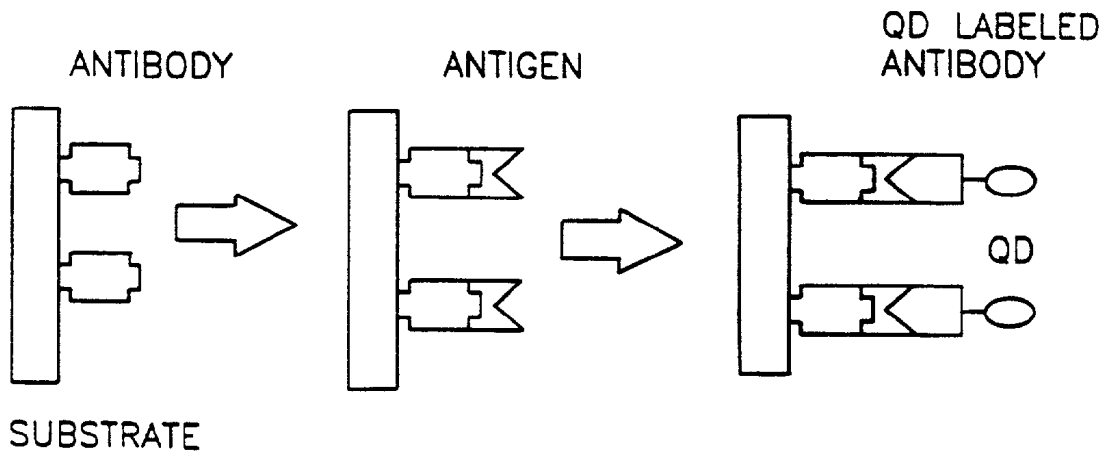 ANTIBODY
ANTIGEN
QD LABELED
ANTIBODY
QD
SUBSTRATE